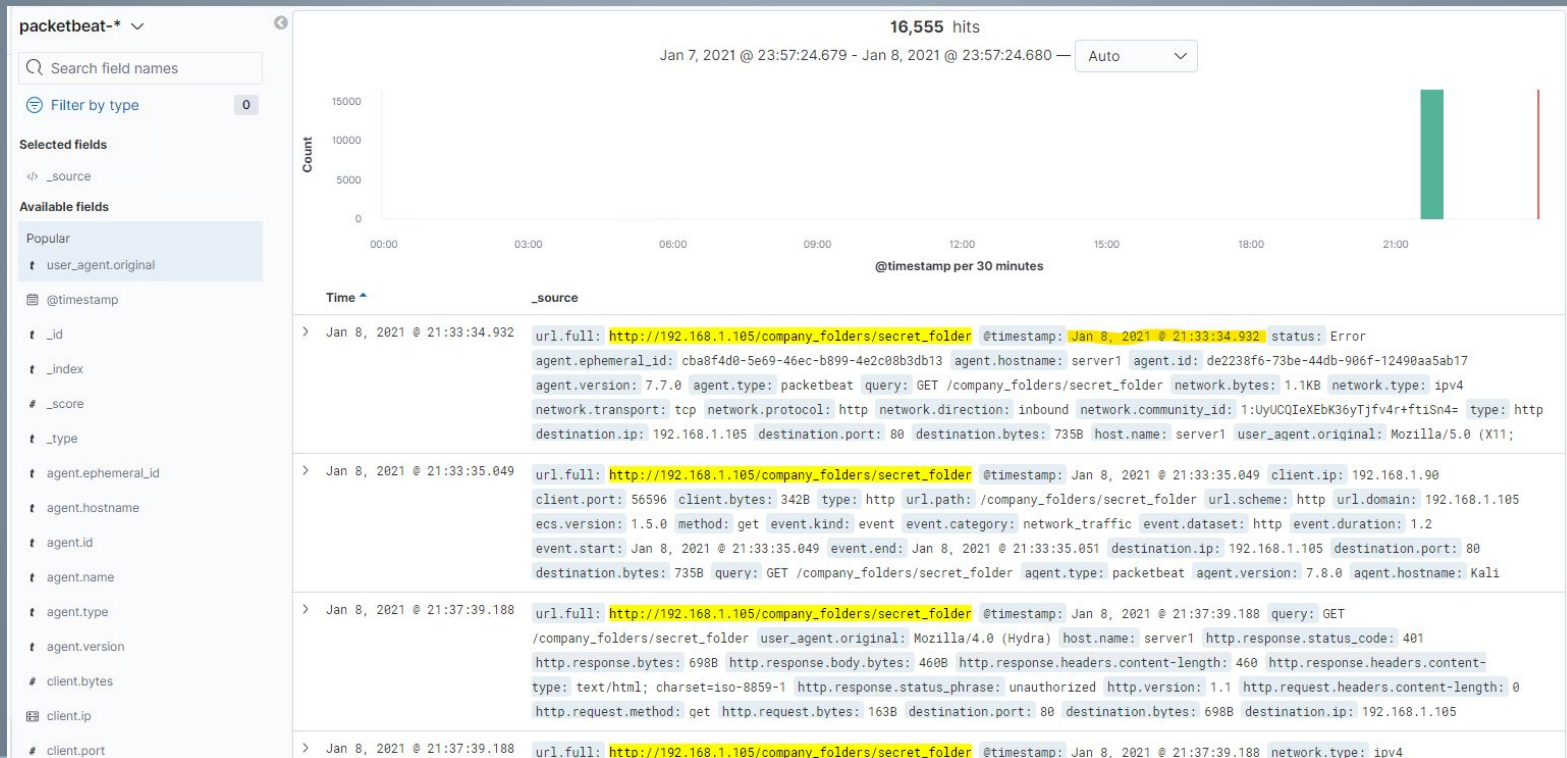 packetbeat-*
Search field names
Filter by type 0
Selected fields
</> _source
Available fields
Popular
t user_agent.original
@timestamp
t _id
t _index
# _score
t _type
t agent.ephemeral_id
t agent.hostname
t agent.id
t agent.name
t agent.type
t agent.version
# client.bytes
client.ip
# client.port
16,555 hits
Jan 7, 2021 @ 23:57:24.679 - Jan 8, 2021 @ 23:57:24.680 — Auto
Count
15000
10000
5000
0
00:00 03:00 06:00 09:00 12:00 15:00 18:00 21:00
@timestamp per 30 minutes
Time _source
Jan 8, 2021 @ 21:33:34.932 url.full: http://192.168.1.105/company_folders/secret_folder @timestamp: Jan 8, 2021 @ 21:33:34.932 status: Error
agent.ephemeral_id: cba8f4d0-5e69-46ec-b899-4e2c08b3db13 agent.hostname: server1 agent.id: de2238f6-73be-44db-906f-12490aa5ab17
agent.version: 7.7.0 agent.type: packetbeat query: GET /company_folders/secret_folder network.bytes: 1.1KB network.type: ipv4
network.transport: tcp network.protocol: http network.direction: inbound network.community_id: 1:UyUCQIeXEbK36yTjfv4r+ftiSn4= type: http
destination.ip: 192.168.1.105 destination.port: 80 destination.bytes: 735B host.name: server1 user_agent.original: Mozilla/5.0 (X11;
Jan 8, 2021 @ 21:33:35.049 url.full: http://192.168.1.105/company_folders/secret_folder @timestamp: Jan 8, 2021 @ 21:33:35.049 client.ip: 192.168.1.90
client.port: 56596 client.bytes: 342B type: http url.path: /company_folders/secret_folder url.scheme: http url.domain: 192.168.1.105
ecs.version: 1.5.0 method: get event.kind: event event.category: network_traffic event.dataset: http event.duration: 1.2
event.start: Jan 8, 2021 @ 21:33:35.049 event.end: Jan 8, 2021 @ 21:33:35.051 destination.ip: 192.168.1.105 destination.port: 80
destination.bytes: 735B query: GET /company_folders/secret_folder agent.type: packetbeat agent.version: 7.8.0 agent.hostname: Kali
Jan 8, 2021 @ 21:37:39.188 url.full: http://192.168.1.105/company_folders/secret_folder @timestamp: Jan 8, 2021 @ 21:37:39.188 query: GET
/company_folders/secret_folder user_agent.original: Mozilla/4.0 (Hydra) host.name: server1 http.response.status_code: 401
http.response.bytes: 698B http.response.body.bytes: 460B http.response.headers.content-length: 460 http.response.headers.content-
type: text/html; charset=iso-8859-1 http.response.status_phrase: unauthorized http.version: 1.1 http.request.headers.content-length: 0
http.request.method: get http.request.bytes: 163B destination.port: 80 destination.bytes: 698B destination.ip: 192.168.1.105
Jan 8, 2021 @ 21:37:39.188 url.full: http://192.168.1.105/company_folders/secret_folder @timestamp: Jan 8, 2021 @ 21:37:39.188 network.type: ipv4